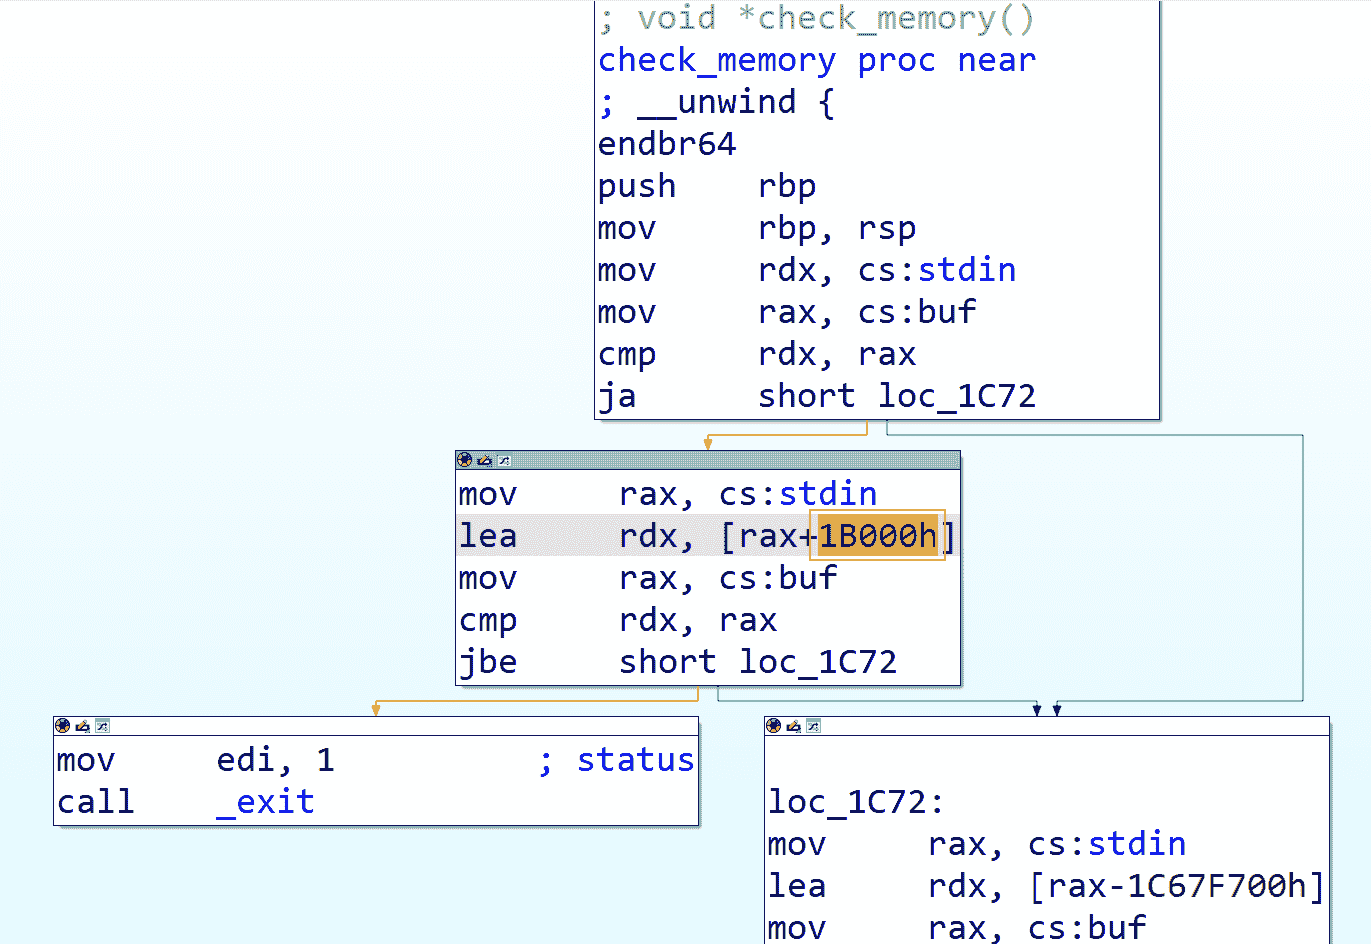 ; void *check_memory()
check_memory proc near
; __unwind {
endbr64
push rbp
mov rbp, rsp
mov rdx, cs:stdin
mov rax, cs:buf
cmp rdx, rax
ja short loc_1C72
mov rax, cs:stdin
lea rdx, [rax+1B000h]
mov rax, cs:buf
cmp rdx, rax
jbe short loc_1C72
mov edi, 1 ; status
call _exit
loc_1C72:
mov rax, cs:stdin
lea rdx, [rax-1C67F700h]
mov rax, cs:buf